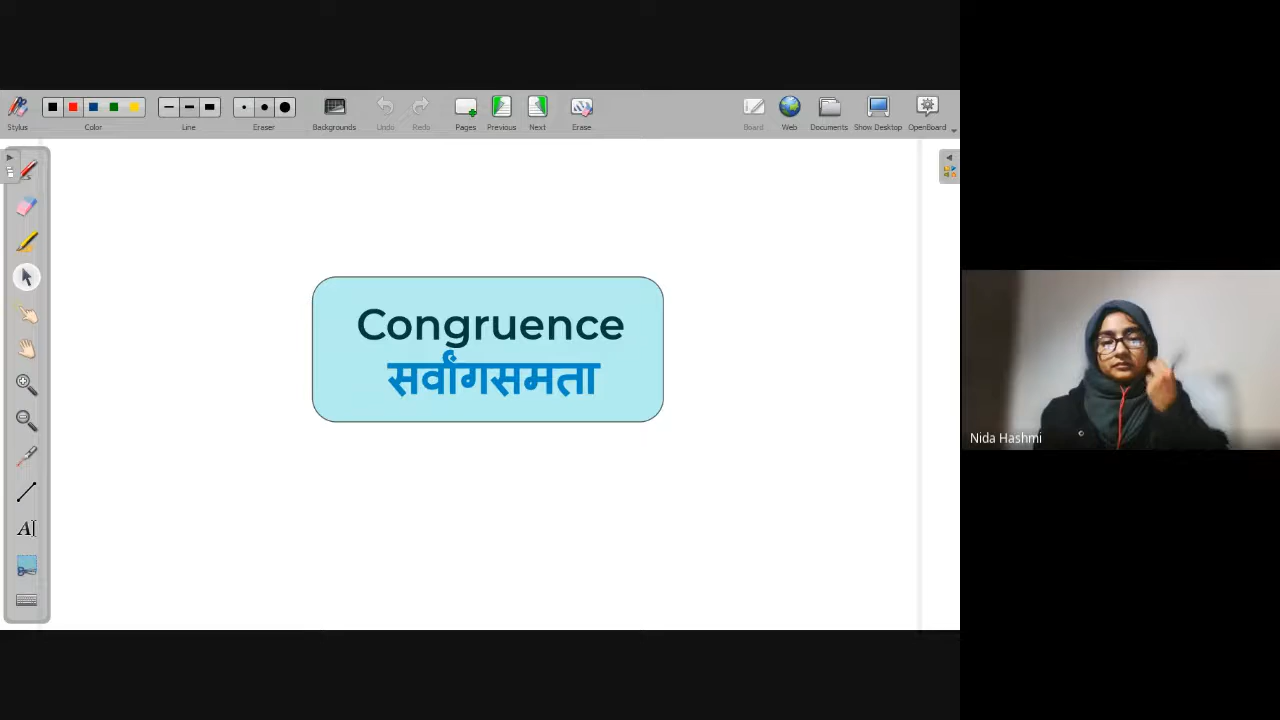 Stylus
Color
Line
Eraser
Backgrounds
Undo
Redo
Pages
Previous
Next
Erase
Board
Web
Documents
Show Desktop
OpenBoard
Congruence
सर्वांगसमता
A
Nida Hashmi